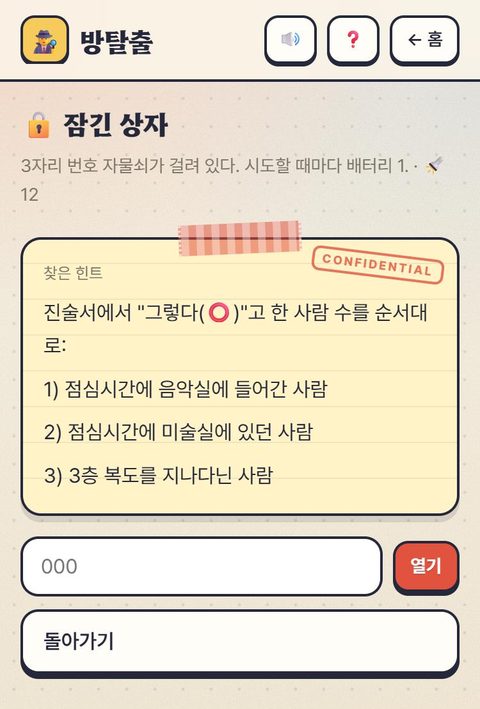 방탈출
?
← 홈
잠긴 상자
3자리 번호 자물쇠가 걸려 있다. 시도할 때마다 배터리 1. ·
12
CONFIDENTIAL
찾은 힌트
진술서에서 "그렇다(⭕)"고 한 사람 수를 순서대
로:
1) 점심시간에 음악실에 들어간 사람
2) 점심시간에 미술실에 있던 사람
3) 3층 복도를 지나다닌 사람
000
열기
돌아가기